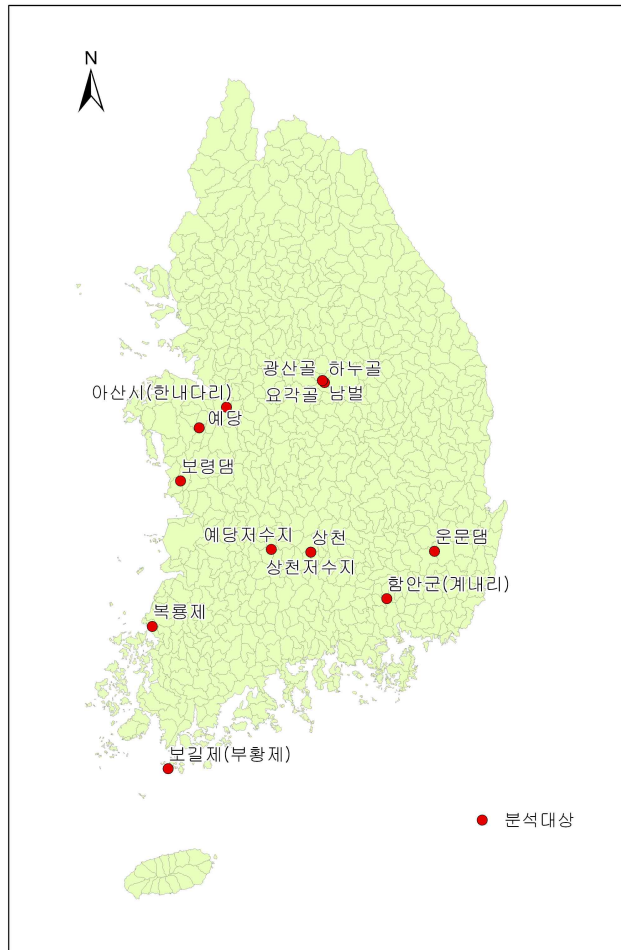 N
광산골 하누골
요각골 남벌
아산시(한내다리)
예당
보령댐
예당저수지
상천
상천저수지
운문댐
함안군(계내리)
복룡제
보길제(부황제)
분석대상